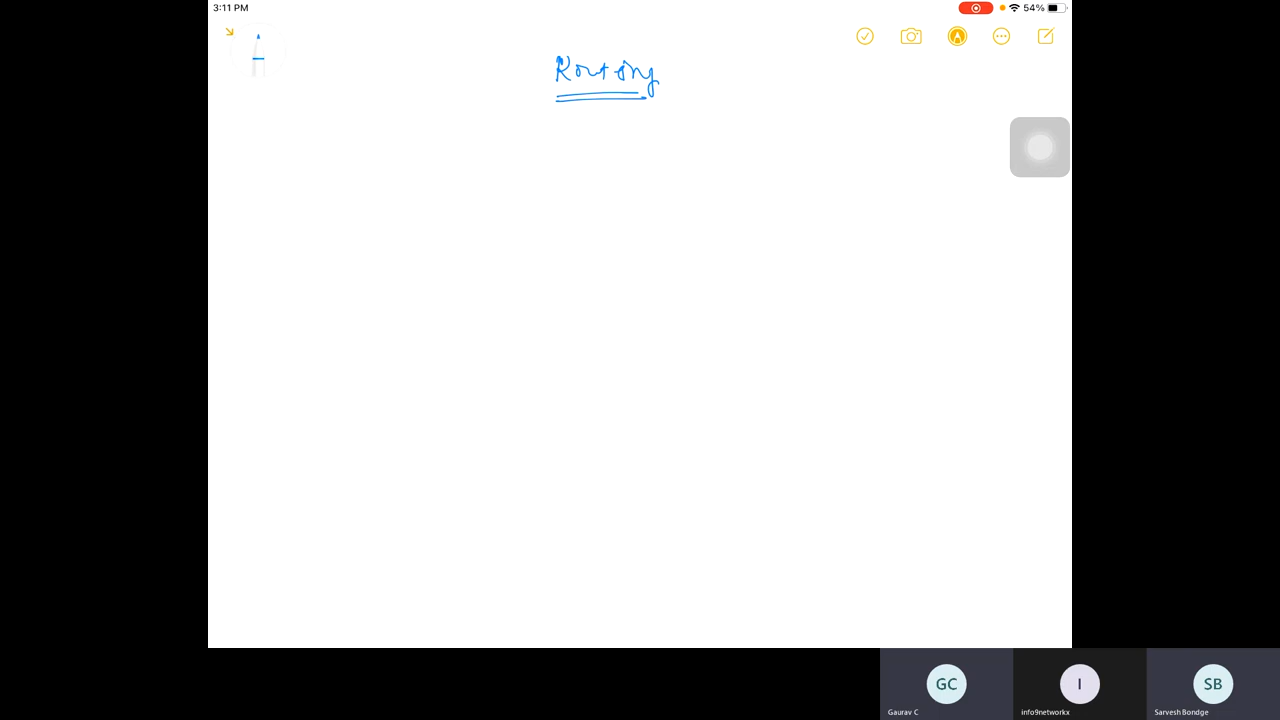 3:11 PM
54%
Routing
GC
I
SB
Gaurav C
info9networkx
Sarvesh Bondge